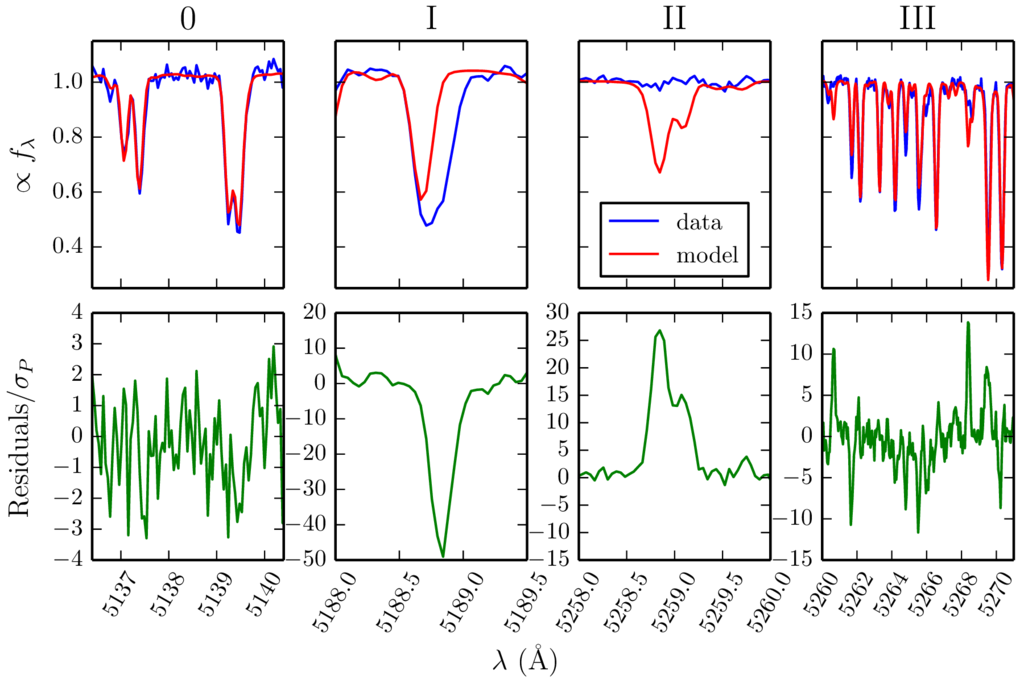 0 I II III
1.0
0.8
0.6
0.4
∝ fλ
data
model
4 20 30 15
3 10 25 10
2 0 20 5
1 −10 15 0
0 −20 10 −5
−1 −30 5 −10
−2 −40 0 −15
−3 −50 −5
−4 −10
−15
Residuals/σP
5137 5138 5139 5140 5188.0 5188.5 5189.0 5189.5 5258.0 5258.5 5259.0 5259.5 5260.0 5260 5262 5264 5266 5268 5270
λ (Å)